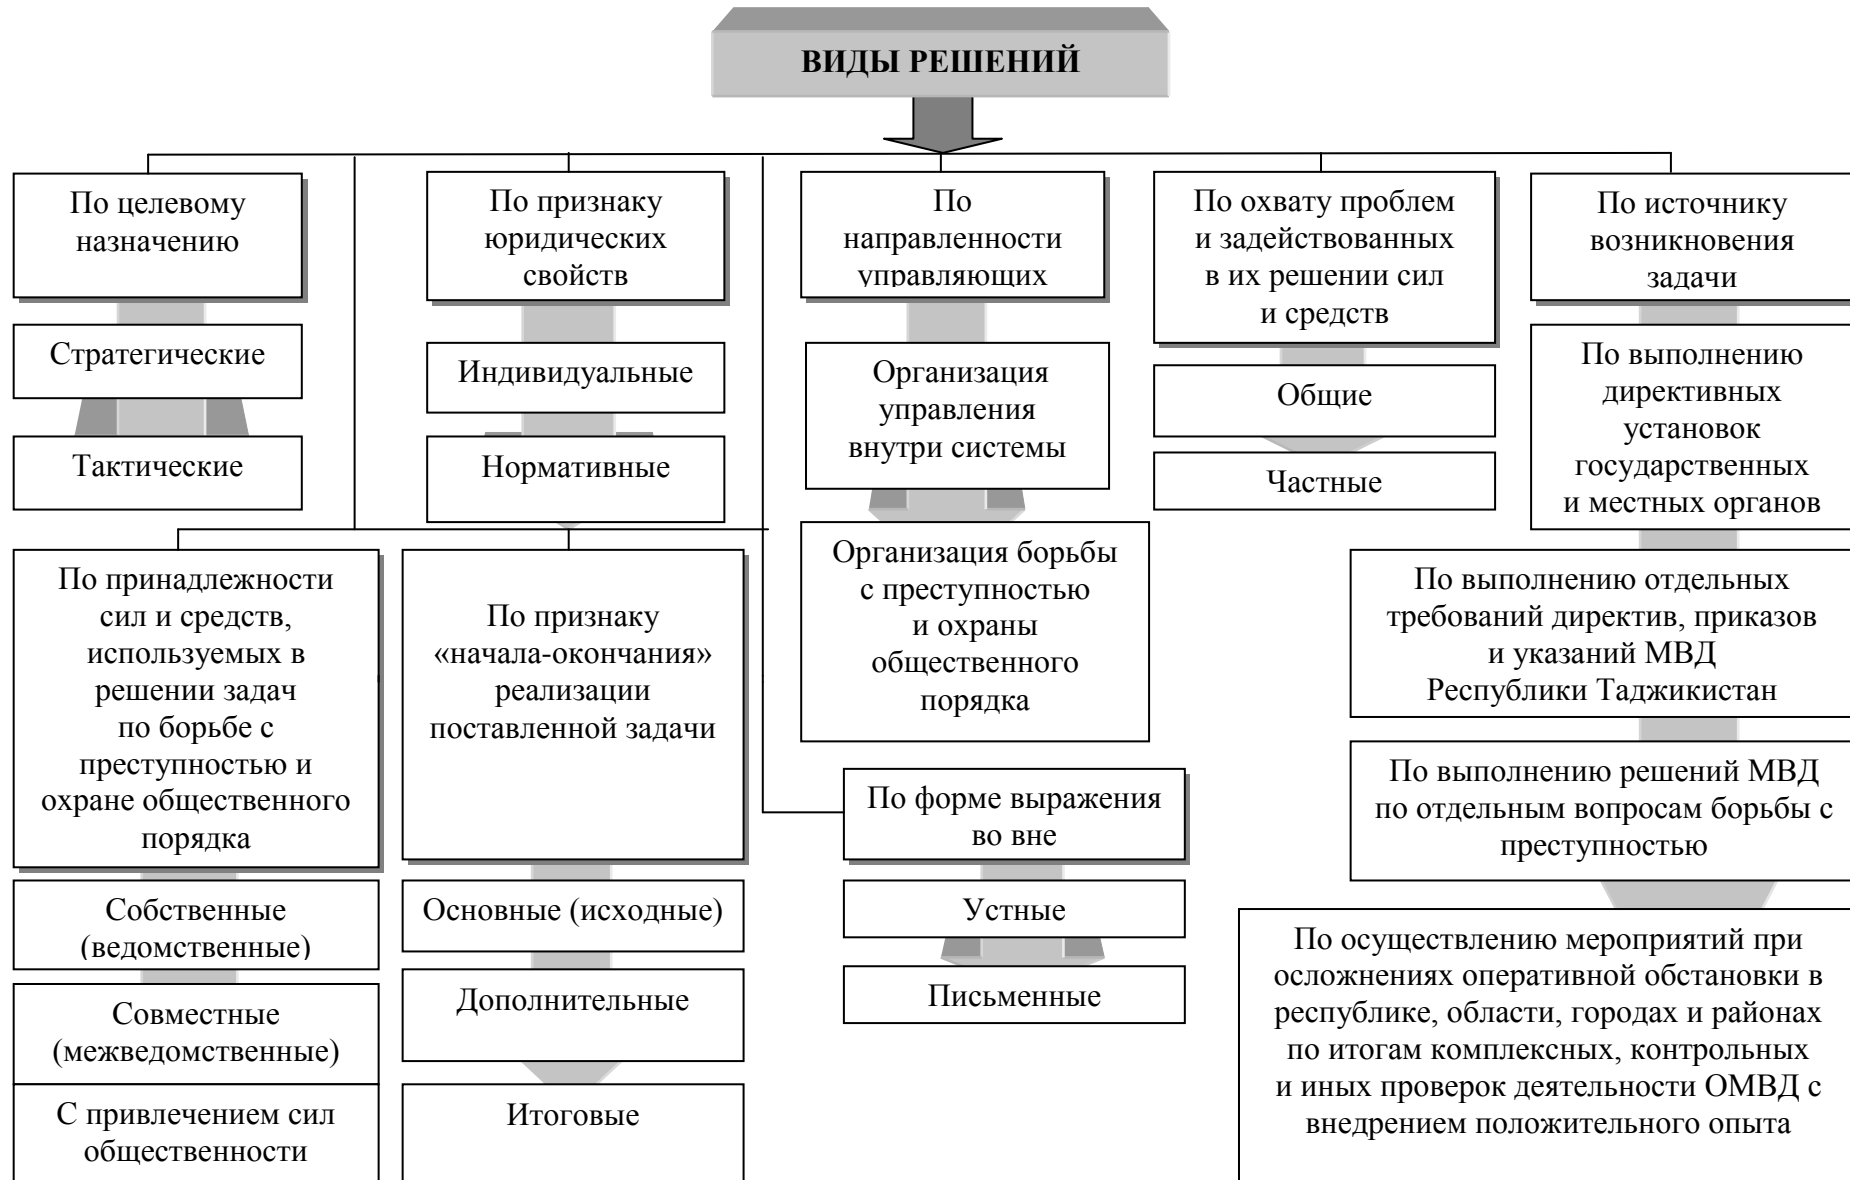 ВИДЫ РЕШЕНИЙ
По целевому
назначению
Стратегические
Тактические
По признаку
юридических
свойств
Индивидуальные
Нормативные
По
направленности
управляющих
Организация
управления
внутри системы
Организация борьбы
с преступностью
и охраны
общественного
порядка
По охвату проблем
и задействованных
в их решении сил
и средств
Общие
Частные
По источнику
возникновения
задачи
По выполнению
директивных
установок
государственных
и местных органов
По выполнению отдельных
требований директив, приказов
и указаний МВД
Республики Таджикистан
По выполнению решений МВД
по отдельным вопросам борьбы с
преступностью
По осуществлению мероприятий при
осложнениях оперативной обстановки в
республике, области, городах и районах
по итогам комплексных, контрольных
и иных проверок деятельности ОМВД с
внедрением положительного опыта
По принадлежности
сил и средств,
используемых в
решении задач
по борьбе с
преступностью и
охране общественного
порядка
Собственные
(ведомственные)
Совместные
(межведомственные)
С привлечением сил
общественности
По признаку
«начала-окончания»
реализации
поставленной задачи
Основные (исходные)
Дополнительные
Итоговые
По форме выражения
во вне
Устные
Письменные